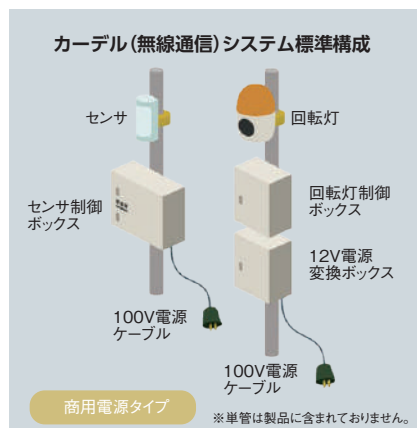 カーデル（無線通信）システム標準構成
センサ
回転灯
センサ制御
ボックス
回転灯制御
ボックス
12V電源
変換ボックス
100V電源
ケーブル
100V電源
ケーブル
商用電源タイプ
※単管は製品に含まれておりません。